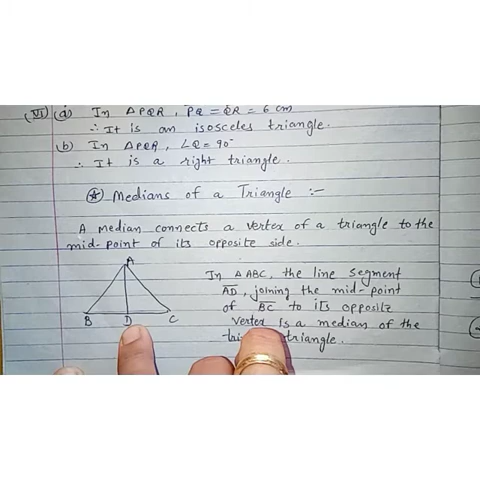 (VI) (a) In △PQR, PQ = QR = 6 cm
∴ It is an isosceles triangle.
b) In △PQR, ∠Q = 90°
∴ It is a right triangle.
Medians of a Triangle :-
A median connects a vertex of a triangle to the
mid-point of its opposite side.
A
B D C
In △ABC, the line segment
AD, joining the mid-point
of BC to its opposite
vertex is a median of the
triangle.